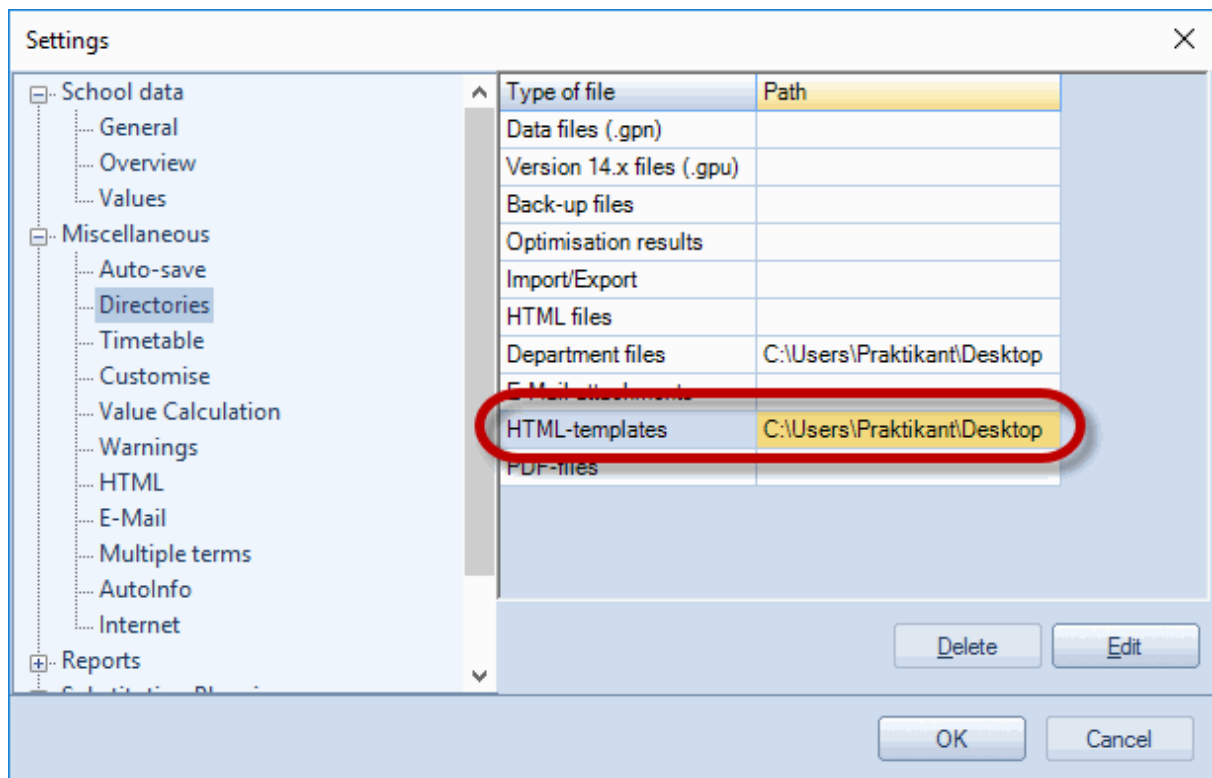 Settings
School data
General
Overview
Values
Miscellaneous
Auto-save
Directories
Timetable
Customise
Value Calculation
Warnings
HTML
E-Mail
Multiple terms
AutoInfo
Internet
Reports
Type of file Path
Data files (.gpn)
Version 14.x files (.gpu)
Back-up files
Optimisation results
Import/Export
HTML files
Department files C:\Users\Praktikant\Desktop
E-Mail attachments
HTML-templates C:\Users\Praktikant\Desktop
PDF-files
Delete Edit
OK Cancel